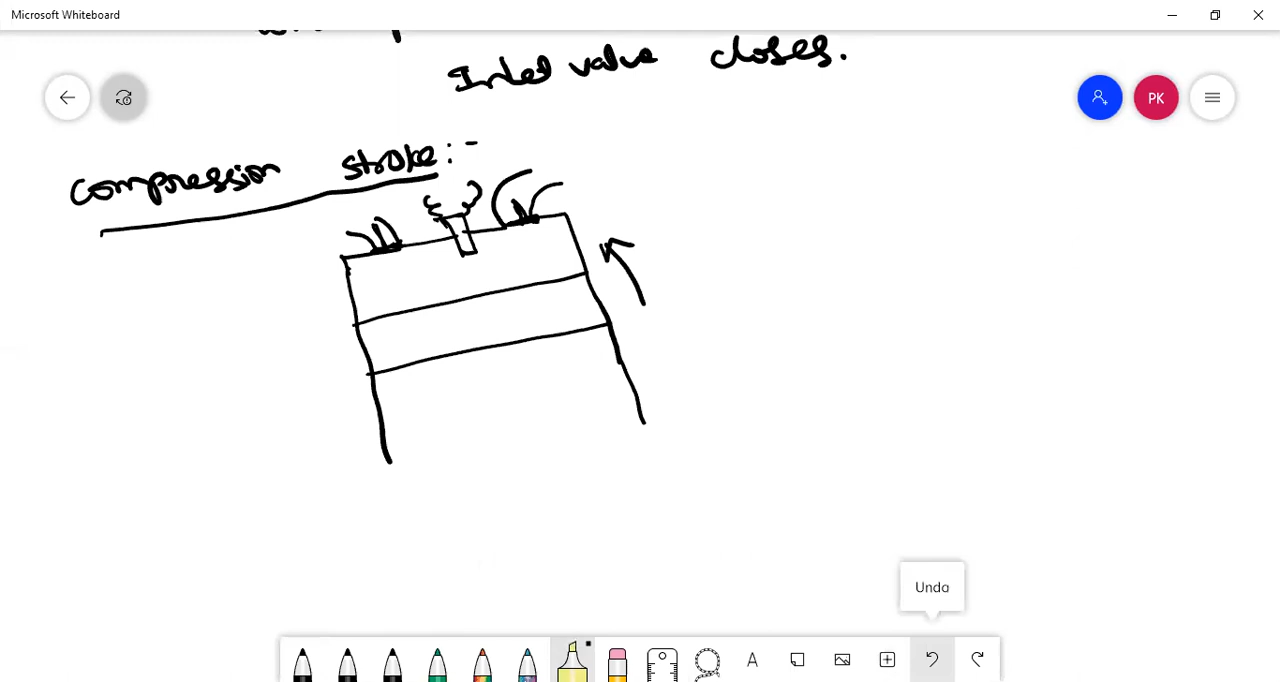 Microsoft Whiteboard
Inlet valve closes.
PK
compression stroke:-
Undo
A